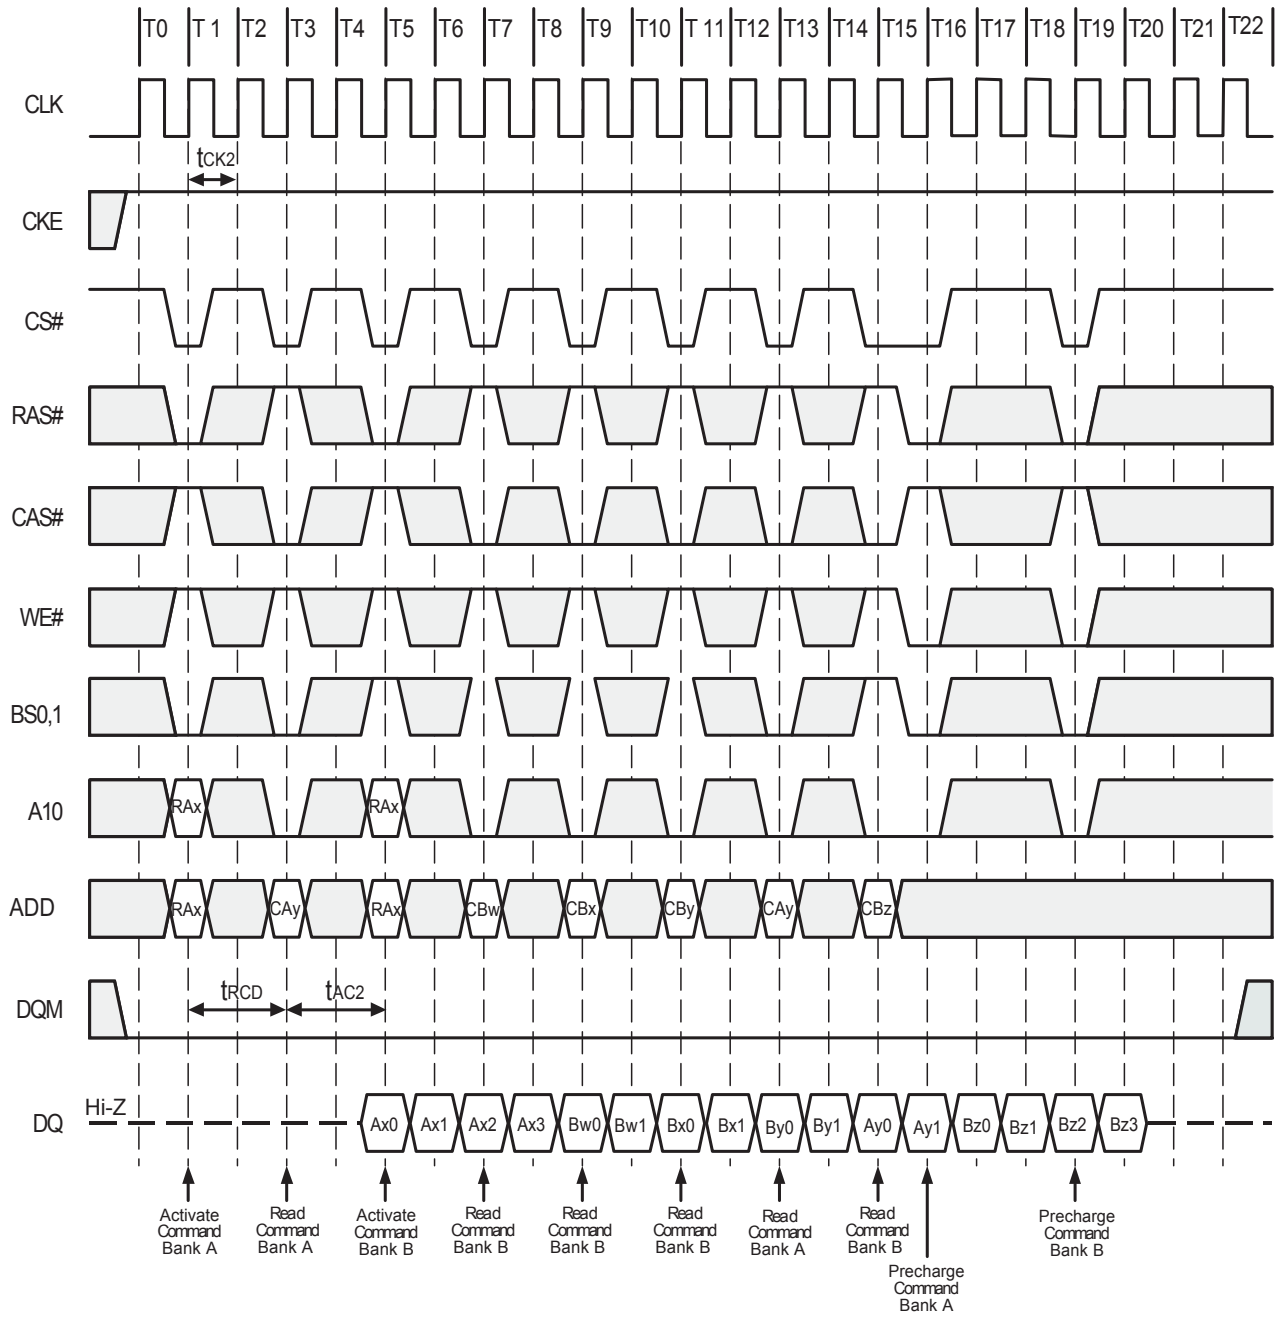 T0 T 1 T2 T3 T4 T5 T6 T7 T8 T9 T10 T 11 T12 T13 T14 T15 T16 T17 T18 T19 T20 T21 T22
CLK
tCK2
CKE
CS#
RAS#
CAS#
WE#
BS0,1
A10 RAx RAx
ADD RAx CAy RAx CBw CBx CBy CAy CBz
DQM tRCD tAC2
Hi-Z
DQ Ax0 Ax1 Ax2 Ax3 Bw0 Bw1 Bx0 Bx1 By0 By1 Ay0 Ay1 Bz0 Bz1 Bz2 Bz3
Activate
Command
Bank A
Read
Command
Bank A
Activate
Command
Bank B
Read
Command
Bank B
Read
Command
Bank B
Read
Command
Bank B
Read
Command
Bank A
Read
Command
Bank B
Precharge
Command
Bank A
Precharge
Command
Bank B